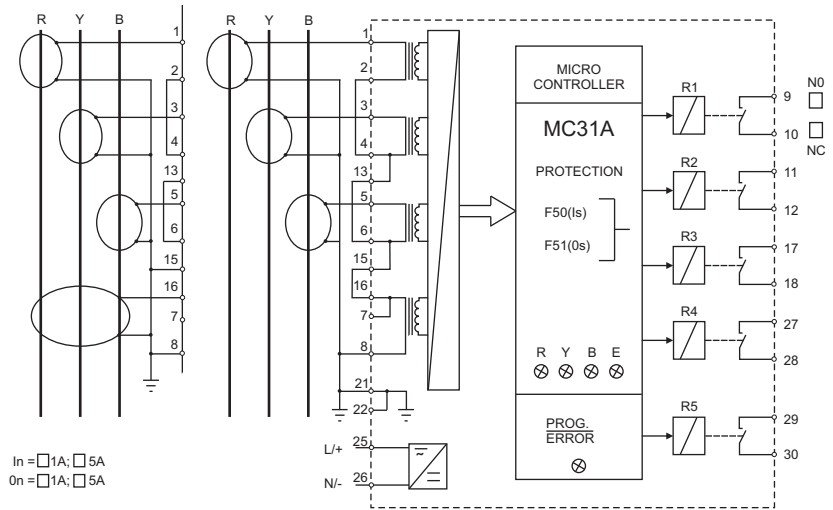 R Y B
1
2
3
4
13
5
6
15
16
7
8
In = 1A; 5A
0n = 1A; 5A
R Y B
1
2
3
4
13
5
6
15
16
7
8
21
22
L/+ 25
N/- 26
MICRO
CONTROLLER
MC31A
PROTECTION
F50(Is)
F51(0s)
R Y B E
PROG.
ERROR
R1
R2
R3
R4
R5
9
10
11
12
17
18
27
28
29
30
N0
NC